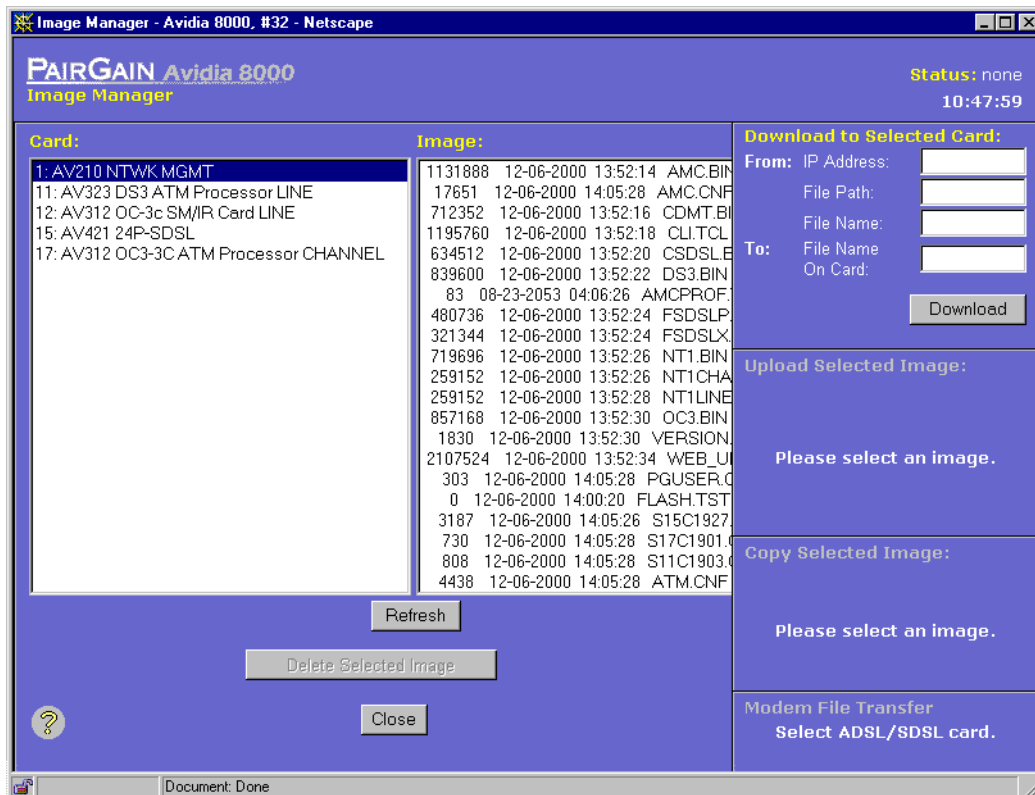 Image Manager - Avidia 8000, #32 - Netscape
PAIRGAIN Avidia 8000
Image Manager
Status: none
10:47:59
Card:
1: AV210 NTWK MGMT
11: AV323 DS3 ATM Processor LINE
12: AV312 OC-3c SM/IR Card LINE
15: AV421 24P-SDSL
17: AV312 OC3-3C ATM Processor CHANNEL
Image:
1131888 12-06-2000 13:52:14 AMC.BIN
17651 12-06-2000 14:05:28 AMC.CNF
712352 12-06-2000 13:52:16 CDMT.BI
1195760 12-06-2000 13:52:18 CLI.TCL
634512 12-06-2000 13:52:20 CSDSL.B
839600 12-06-2000 13:52:22 DS3.BIN
83 08-23-2053 04:06:26 AMCPROF.
480736 12-06-2000 13:52:24 FSDSLP.
321344 12-06-2000 13:52:24 FSDSLX.
719696 12-06-2000 13:52:26 NT1.BIN
259152 12-06-2000 13:52:26 NT1CHA
259152 12-06-2000 13:52:28 NT1LINE
857168 12-06-2000 13:52:30 OC3.BIN
1830 12-06-2000 13:52:30 VERSION.
2107524 12-06-2000 13:52:34 WEB_UI
303 12-06-2000 14:05:28 PGUSER.C
0 12-06-2000 14:00:20 FLASH.TST
3187 12-06-2000 14:05:26 S15C1927.
730 12-06-2000 14:05:28 S17C1901.
808 12-06-2000 14:05:28 S11C1903.
4438 12-06-2000 14:05:28 ATM.CNF
Refresh
Delete Selected Image
Close
Download to Selected Card:
From: IP Address:
File Path:
File Name:
To: File Name
On Card:
Download
Upload Selected Image:
Please select an image.
Copy Selected Image:
Please select an image.
Modem File Transfer
Select ADSL/SDSL card.
Document: Done